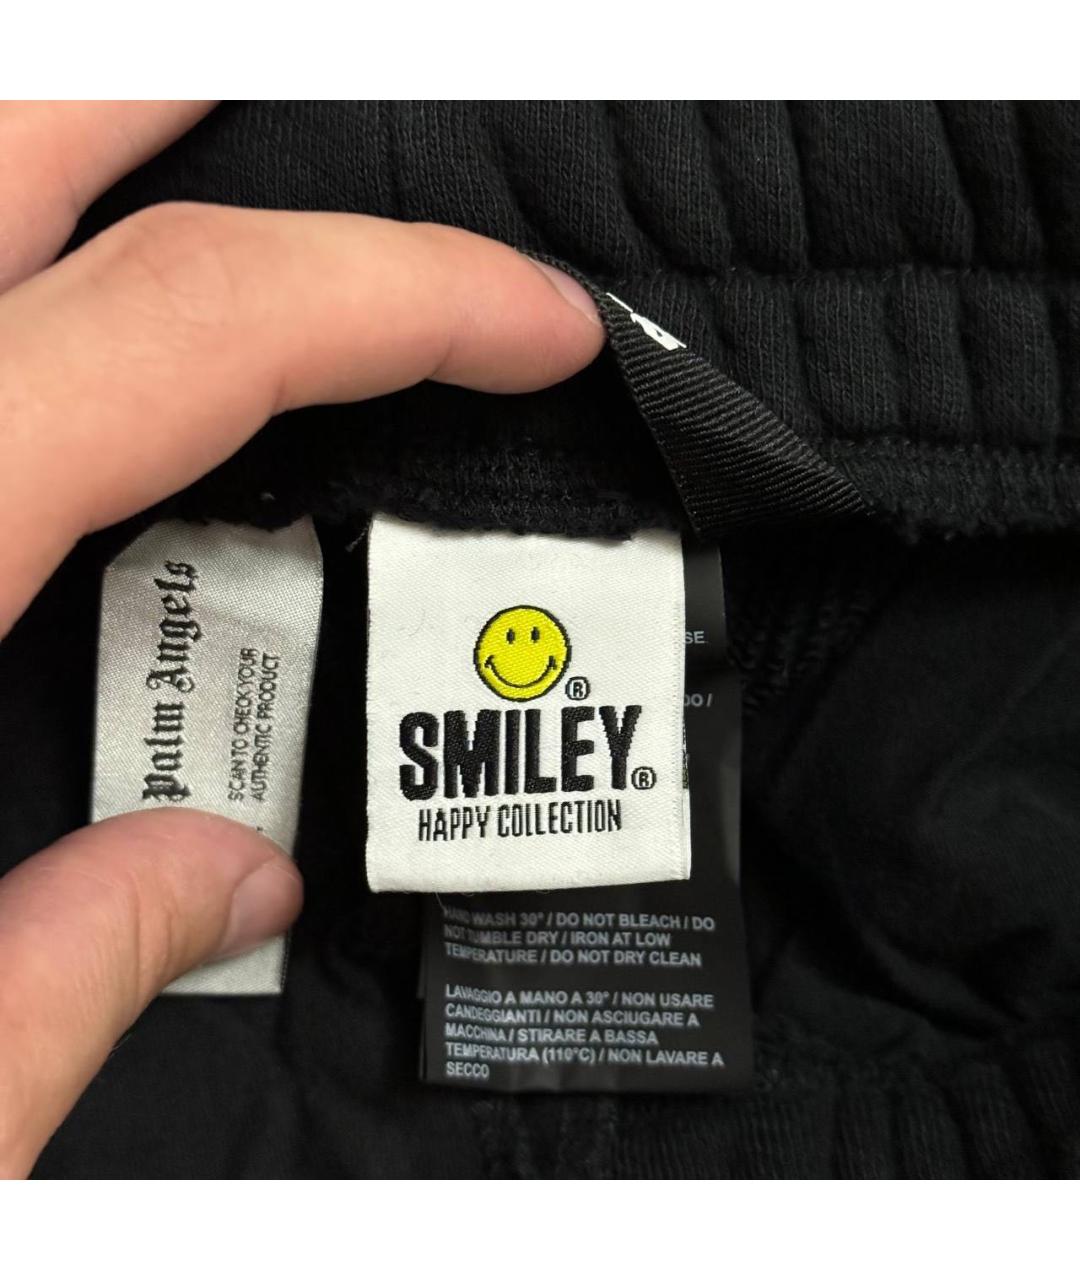 Palm Angels
SCAN TO CHECK YOUR
AUTHENTIC PRODUCT
®
SMILEY®
HAPPY COLLECTION
HAND WASH 30° / DO NOT BLEACH / DO
NOT TUMBLE DRY / IRON AT LOW
TEMPERATURE / DO NOT DRY CLEAN
LAVAGGIO A MANO A 30° / NON USARE
CANDEGGIANTI / NON ASCIUGARE A
MACCHINA / STIRARE A BASSA
TEMPERATURA (110°C) / NON LAVARE A
SECCO